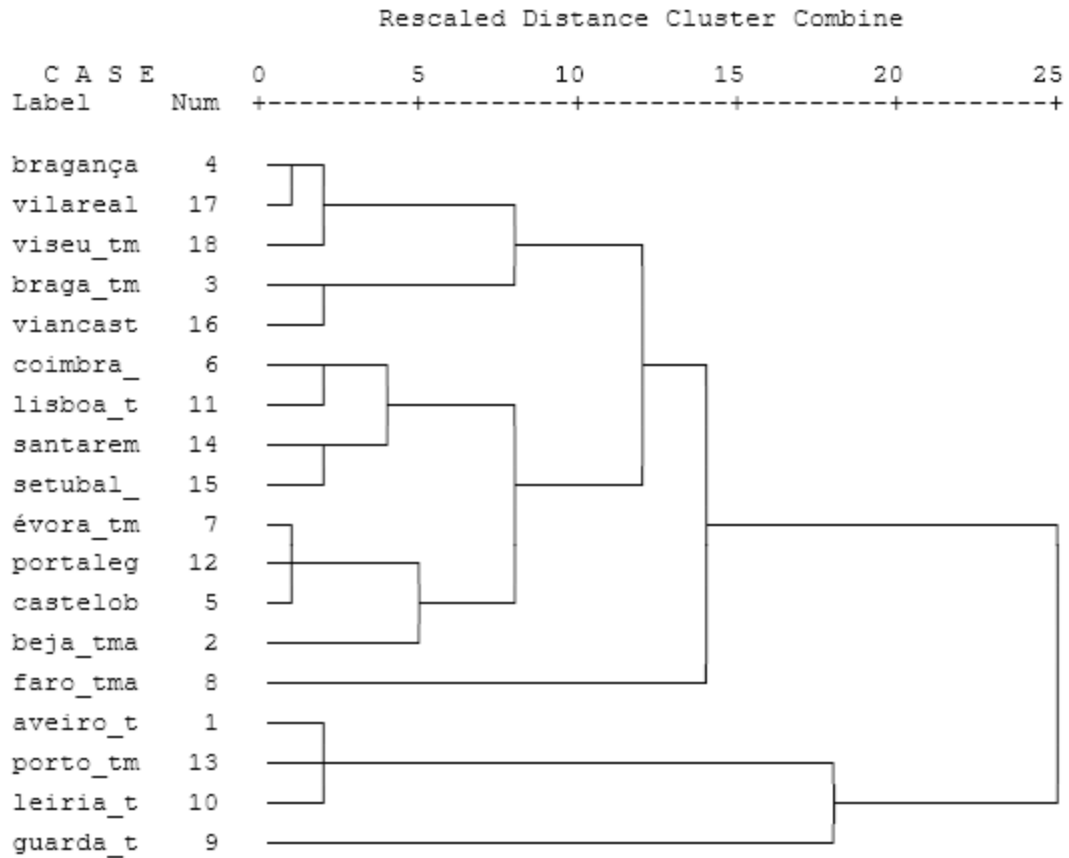 Rescaled Distance Cluster Combine
C A S E 0 5 10 15 20 25
Label Num +---------+---------+---------+---------+---------+
bragança 4
vilareal 17
viseu_tm 18
braga_tm 3
viancast 16
coimbra_ 6
lisboa_t 11
santarem 14
setubal_ 15
évora_tm 7
portaleg 12
castelob 5
beja_tma 2
faro_tma 8
aveiro_t 1
porto_tm 13
leiria_t 10
guarda_t 9